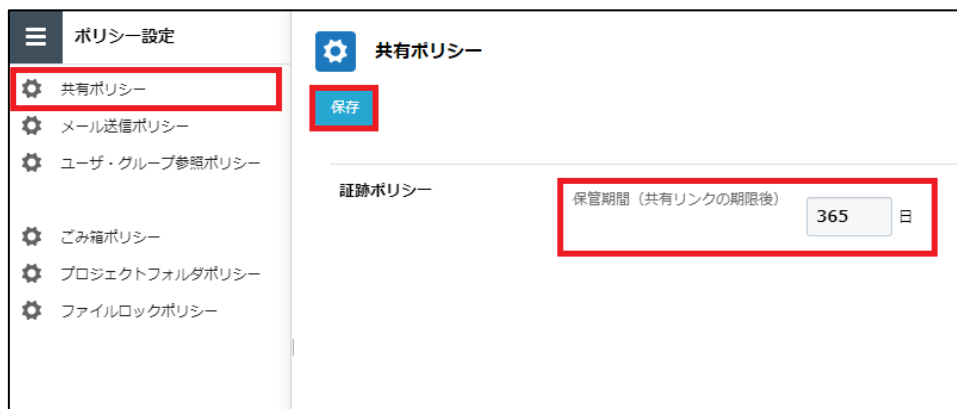 ポリシー設定
共有ポリシー
メール送信ポリシー
ユーザ・グループ参照ポリシー
ごみ箱ポリシー
プロジェクトフォルダポリシー
ファイルロックポリシー
共有ポリシー
保存
証跡ポリシー
保管期間（共有リンクの期限後）
365 日